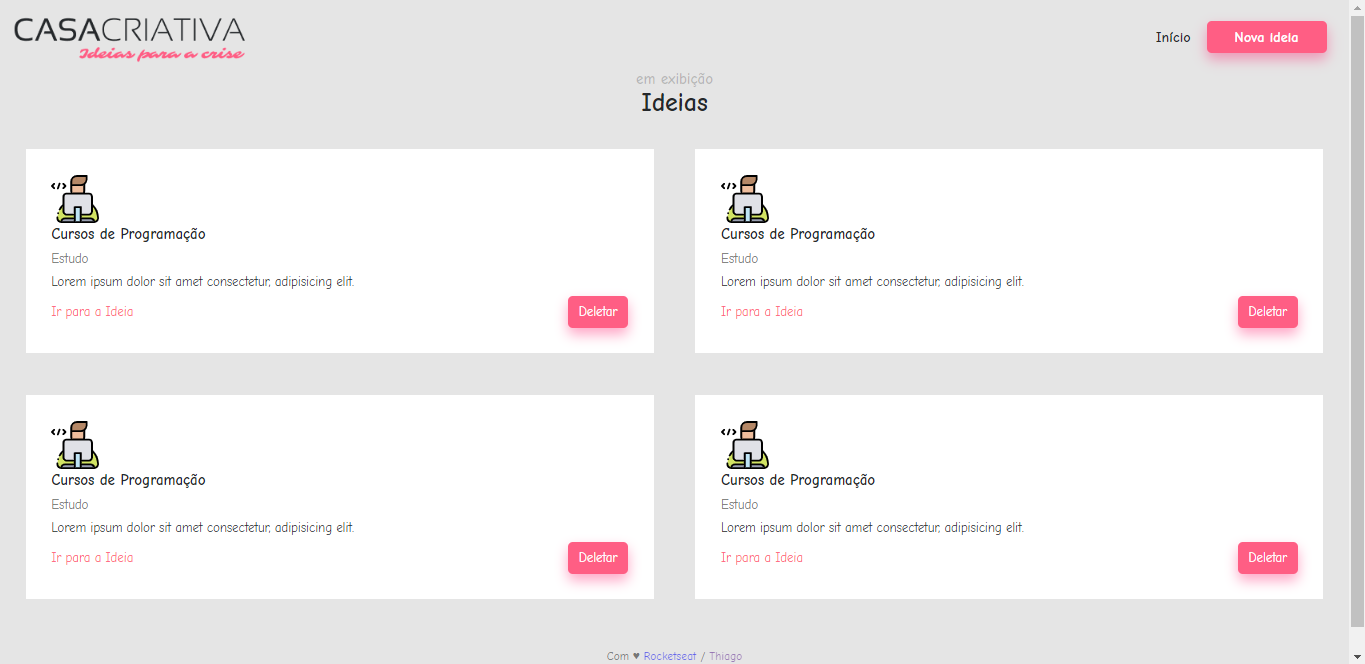 CASACRIATIVA
Ideias para a crise
Início
Nova ideia
em exibição
Ideias
</>
Cursos de Programação
Estudo
Lorem ipsum dolor sit amet consectetur, adipisicing elit.
Ir para a Ideia
Deletar
</>
Cursos de Programação
Estudo
Lorem ipsum dolor sit amet consectetur, adipisicing elit.
Ir para a Ideia
Deletar
</>
Cursos de Programação
Estudo
Lorem ipsum dolor sit amet consectetur, adipisicing elit.
Ir para a Ideia
Deletar
</>
Cursos de Programação
Estudo
Lorem ipsum dolor sit amet consectetur, adipisicing elit.
Ir para a Ideia
Deletar
Com ♥ Rocketseat / Thiago